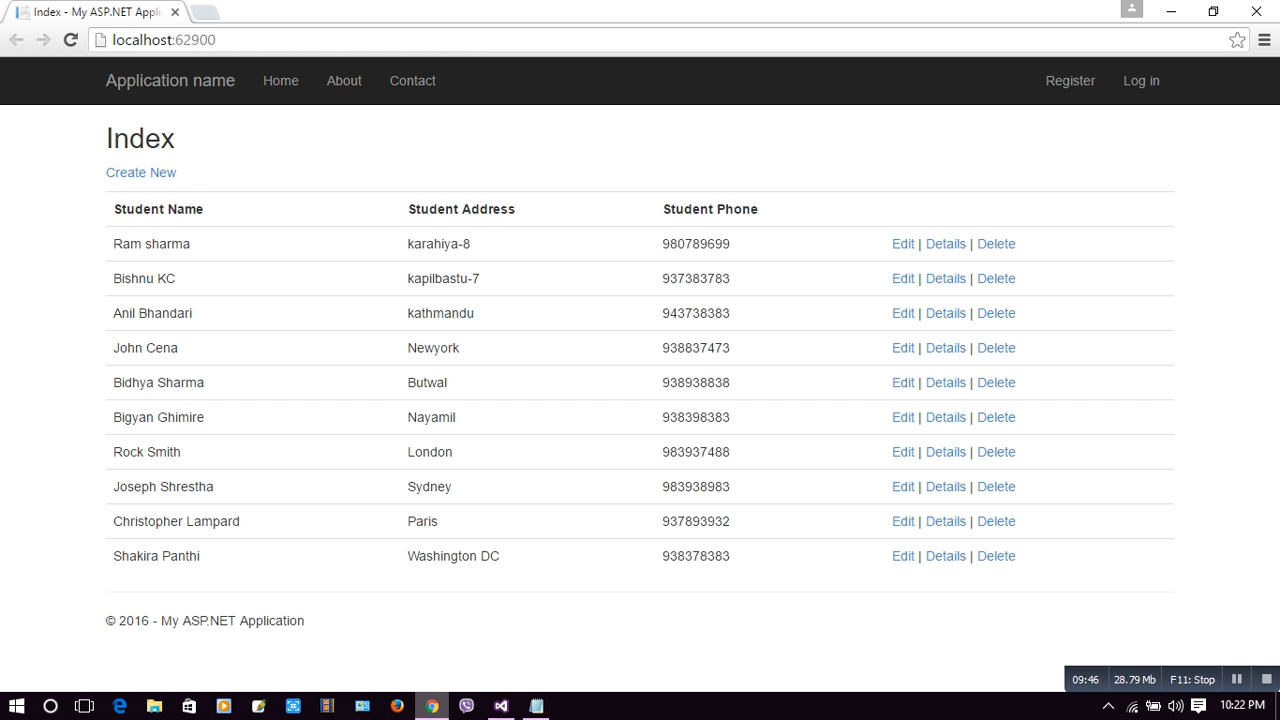 Index - My ASP.NET Appli
localhost:62900
Application name Home About Contact Register Log in
Index
Create New
Student Name Student Address Student Phone
Ram sharma karahiya-8 980789699 Edit | Details | Delete
Bishnu KC kapilbastu-7 937383783 Edit | Details | Delete
Anil Bhandari kathmandu 943738383 Edit | Details | Delete
John Cena Newyork 938837473 Edit | Details | Delete
Bidhya Sharma Butwal 938938838 Edit | Details | Delete
Bigyan Ghimire Nayamil 938398383 Edit | Details | Delete
Rock Smith London 983937488 Edit | Details | Delete
Joseph Shrestha Sydney 983938983 Edit | Details | Delete
Christopher Lampard Paris 937893932 Edit | Details | Delete
Shakira Panthi Washington DC 938378383 Edit | Details | Delete
© 2016 - My ASP.NET Application
09:46 28.79 Mb F11: Stop
10:22 PM